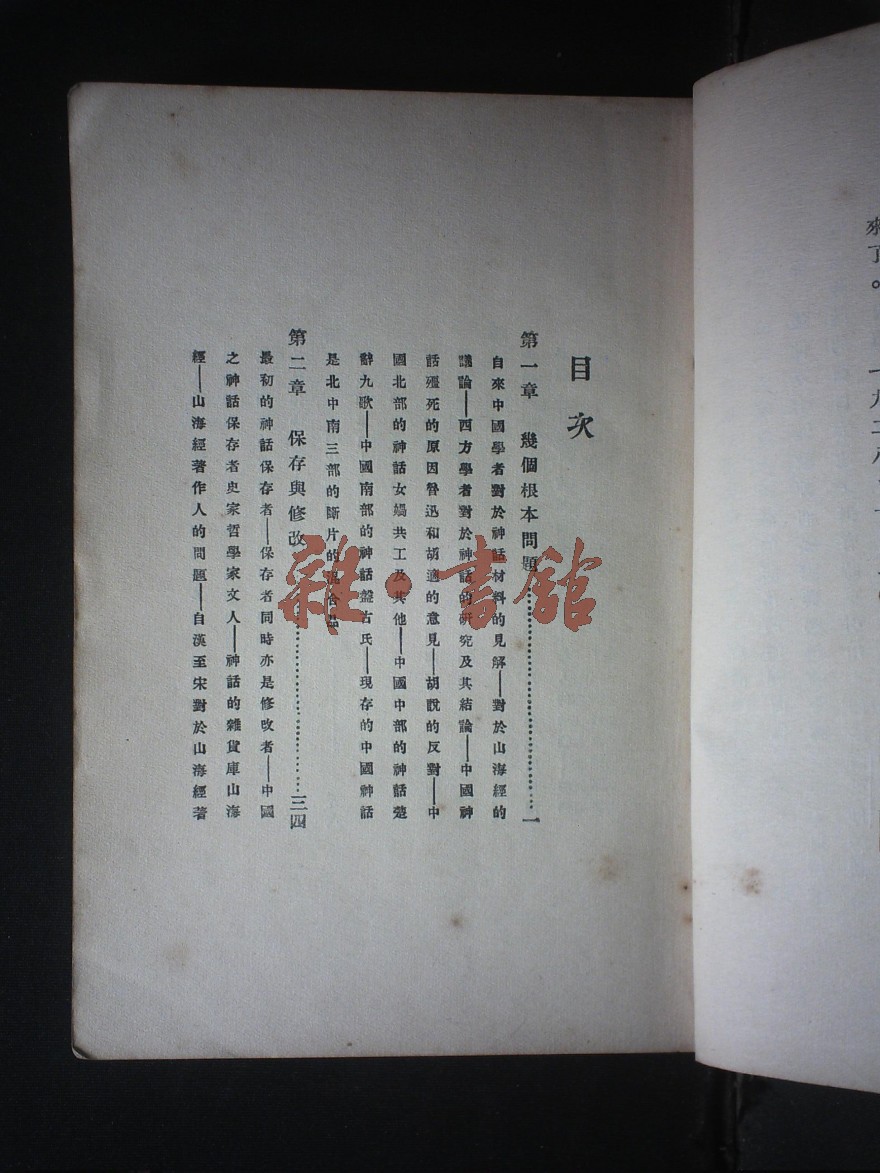 來了。
一九二八
目次
第一章　幾個根本問題……………………一
自來中國學者對於神話材料的見解——對於山海經的
議論——西方學者對於神話的研究及其結論——中國神
話殭死的原因魯迅和胡適的意見——胡說的反對——中
國北部的神話女媧共工及其他——中國中部的神話楚
辭九歌——中國南部的神話盤古氏——現存的中國神話
是北中南三部的斷片的混合品
第二章　保存與修改……………………三四
最初的神話保存者——保存者同時亦是修改者——中國
之神話保存者史家哲學家文人——神話的雜貨庫山海
經——山海經著作人的問題——自漢至宋對於山海經著
雜·書館